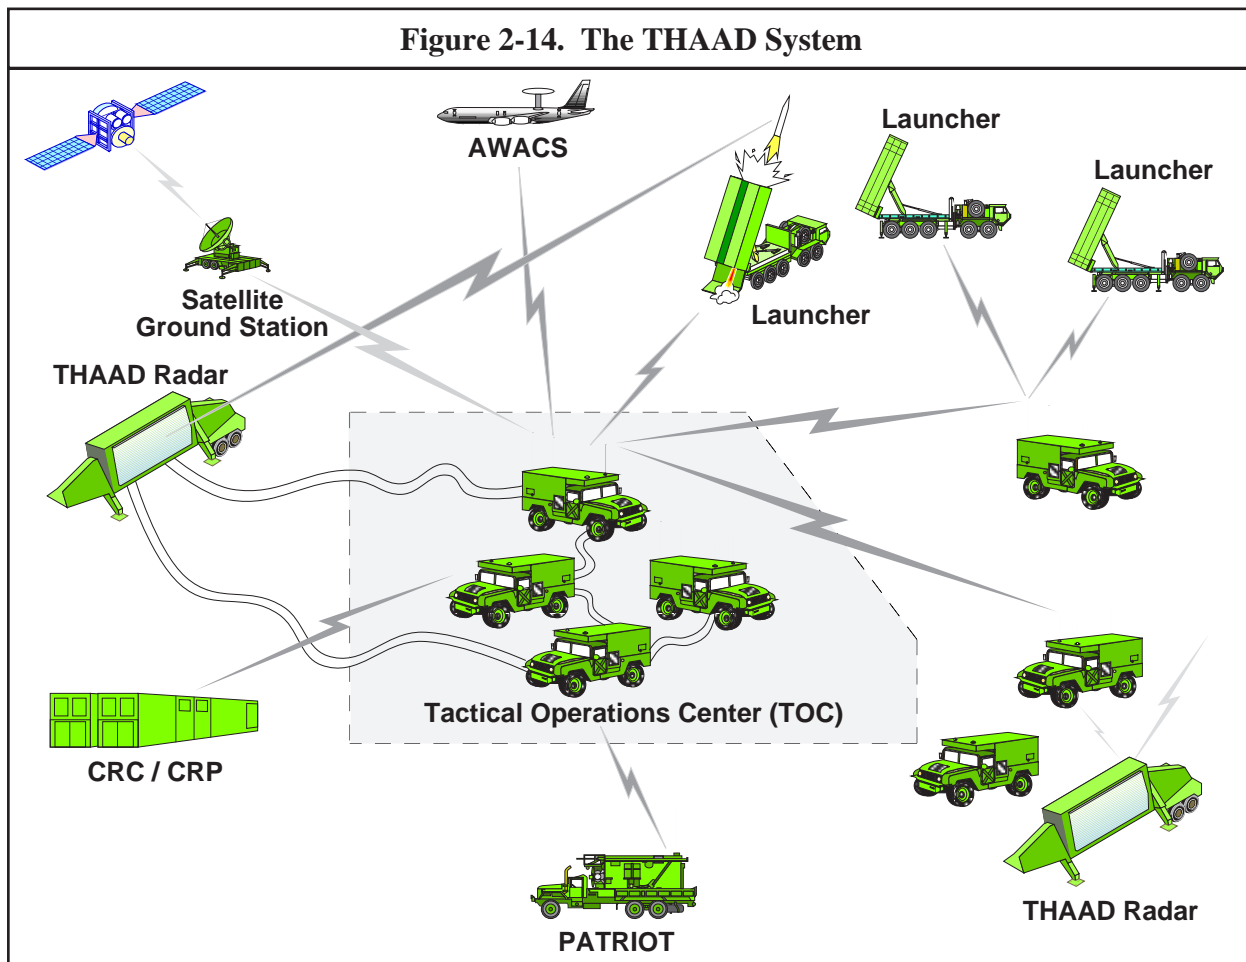 Figure 2-14. The THAAD System
AWACS
Launcher
Launcher
Satellite
Ground Station
Launcher
THAAD Radar
Tactical Operations Center (TOC)
CRC / CRP
THAAD Radar
PATRIOT